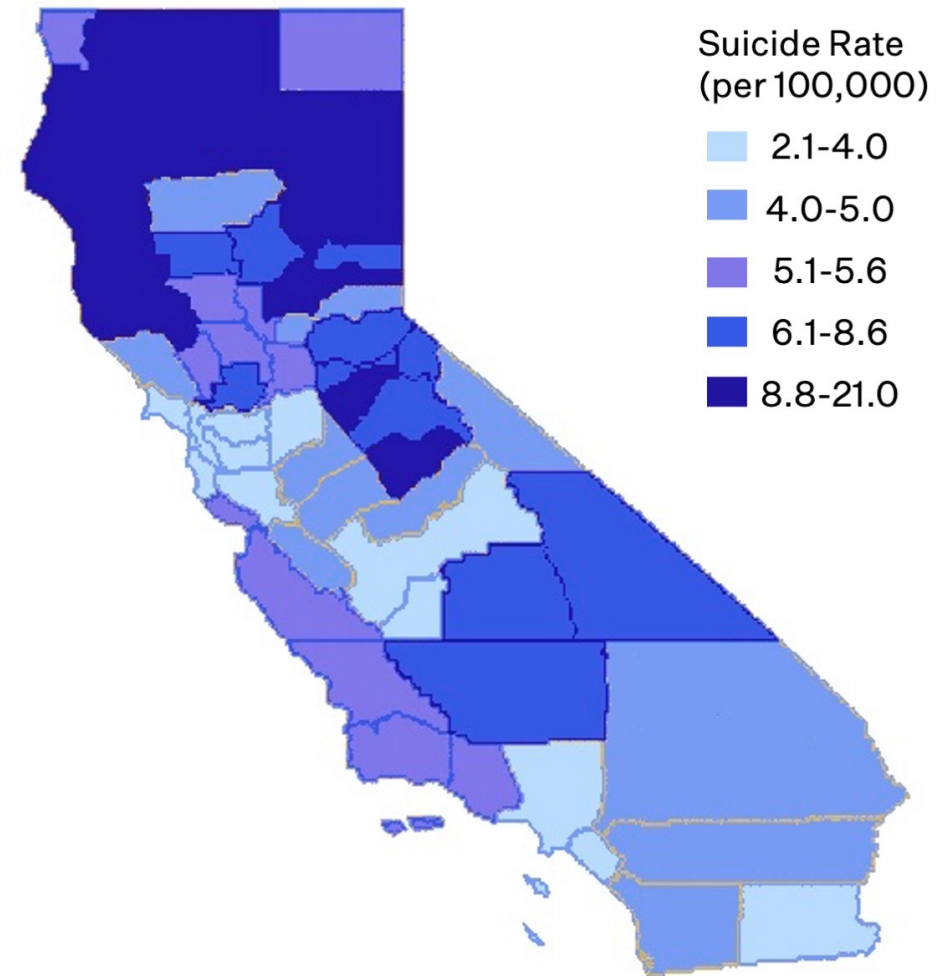 Suicide Rate
(per 100,000)
2.1-4.0
4.0-5.0
5.1-5.6
6.1-8.6
8.8-21.0